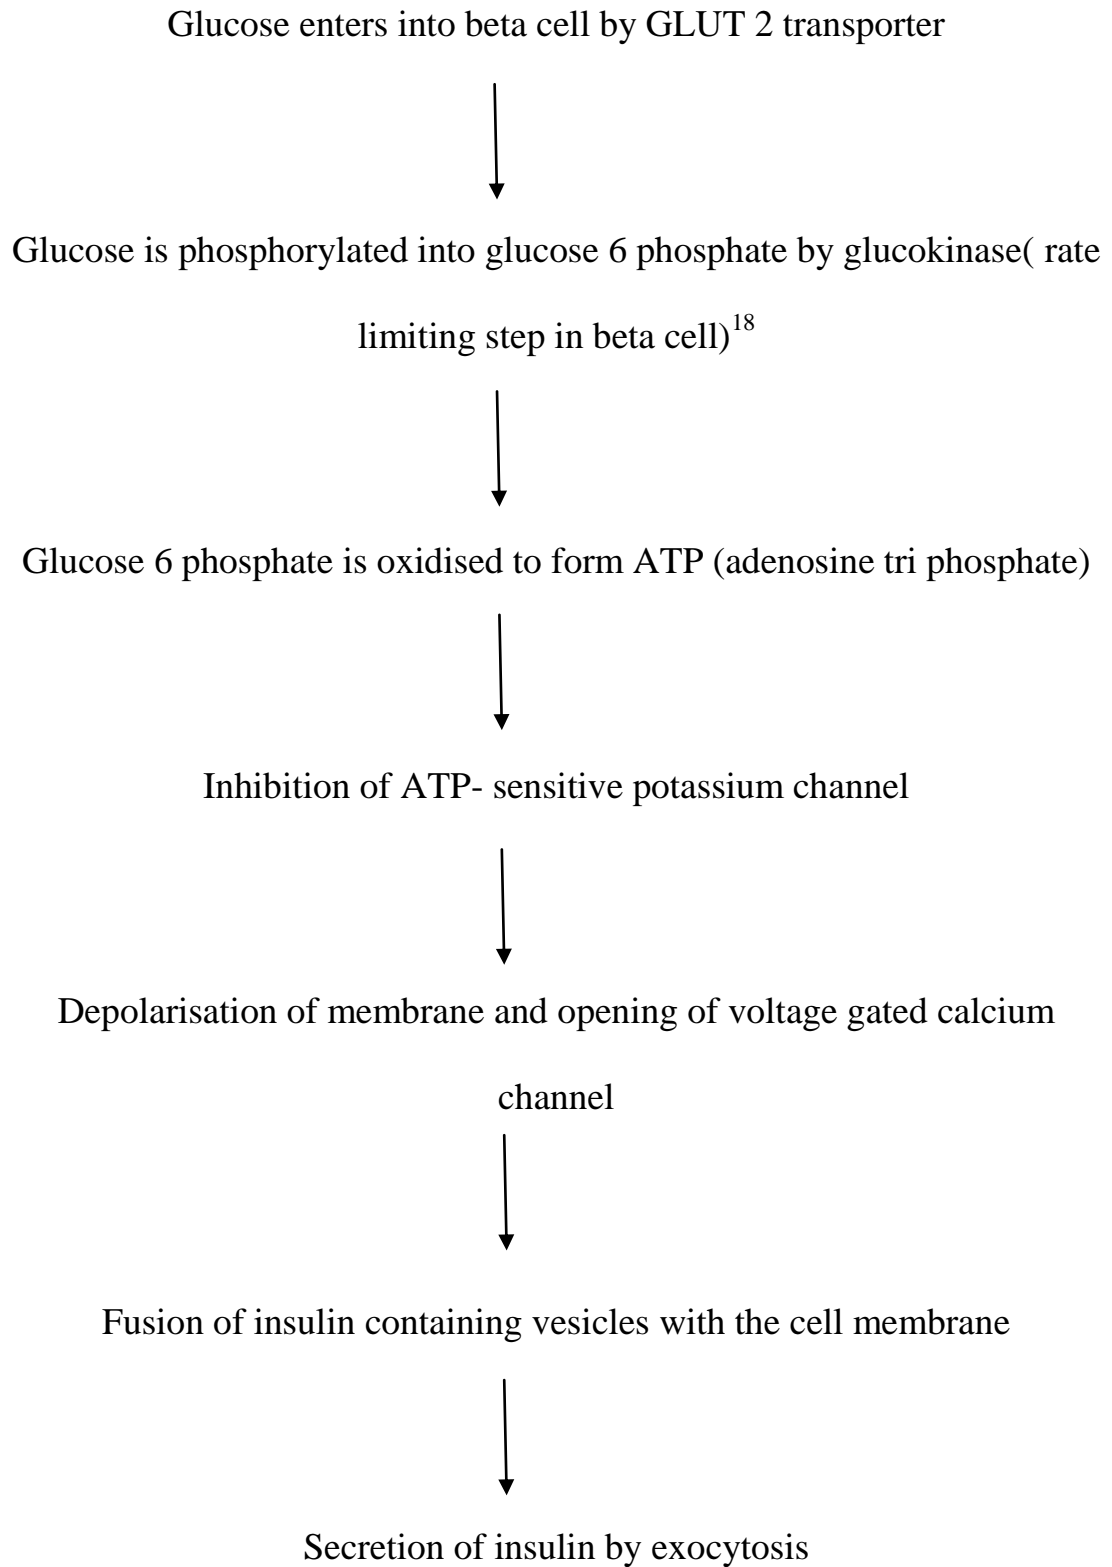 Glucose enters into beta cell by GLUT 2 transporter
Glucose is phosphorylated into glucose 6 phosphate by glucokinase( rate
limiting step in beta cell)18
Glucose 6 phosphate is oxidised to form ATP (adenosine tri phosphate)
Inhibition of ATP- sensitive potassium channel
Depolarisation of membrane and opening of voltage gated calcium
channel
Fusion of insulin containing vesicles with the cell membrane
Secretion of insulin by exocytosis